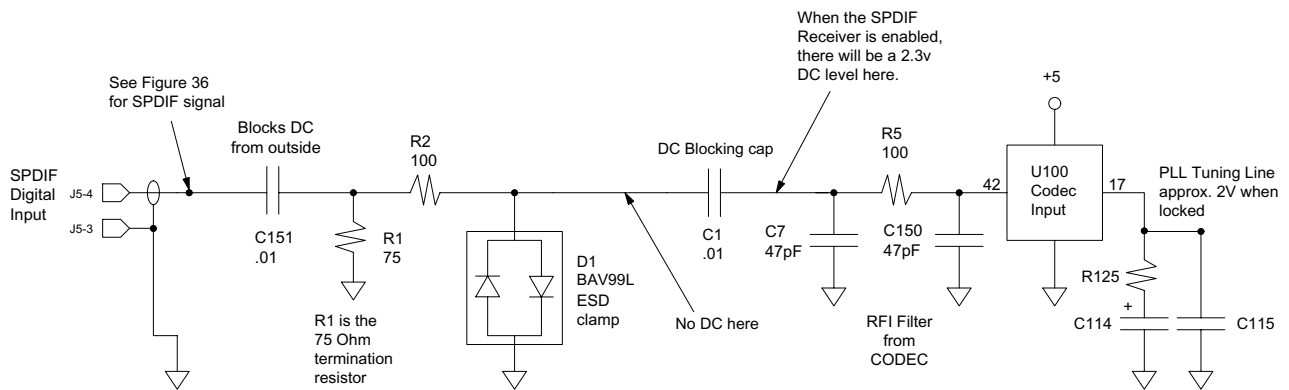 When the SPDIF
Receiver is enabled,
there will be a 2.3v
DC level here.
See Figure 36
for SPDIF signal
+5
Blocks DC
from outside
R2
100
DC Blocking cap
R5
100
SPDIF
Digital
Input
J5-4
J5-3
C151
.01
R1
75
R1 is the
75 Ohm
termination
resistor
D1
BAV99L
ESD
clamp
No DC here
C1
.01
C7
47pF
C150
47pF
RFI Filter
from
CODEC
42
U100
Codec
Input
17
PLL Tuning Line
approx. 2V when
locked
R125
+
C114
C115